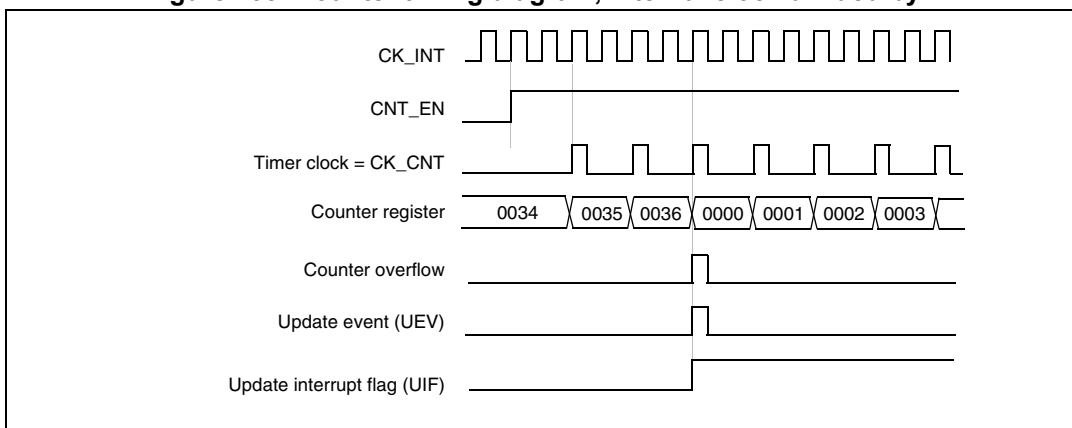 CK_INT
CNT_EN
Timer clock = CK_CNT
Counter register 0034 0035 0036 0000 0001 0002 0003
Counter overflow
Update event (UEV)
Update interrupt flag (UIF)